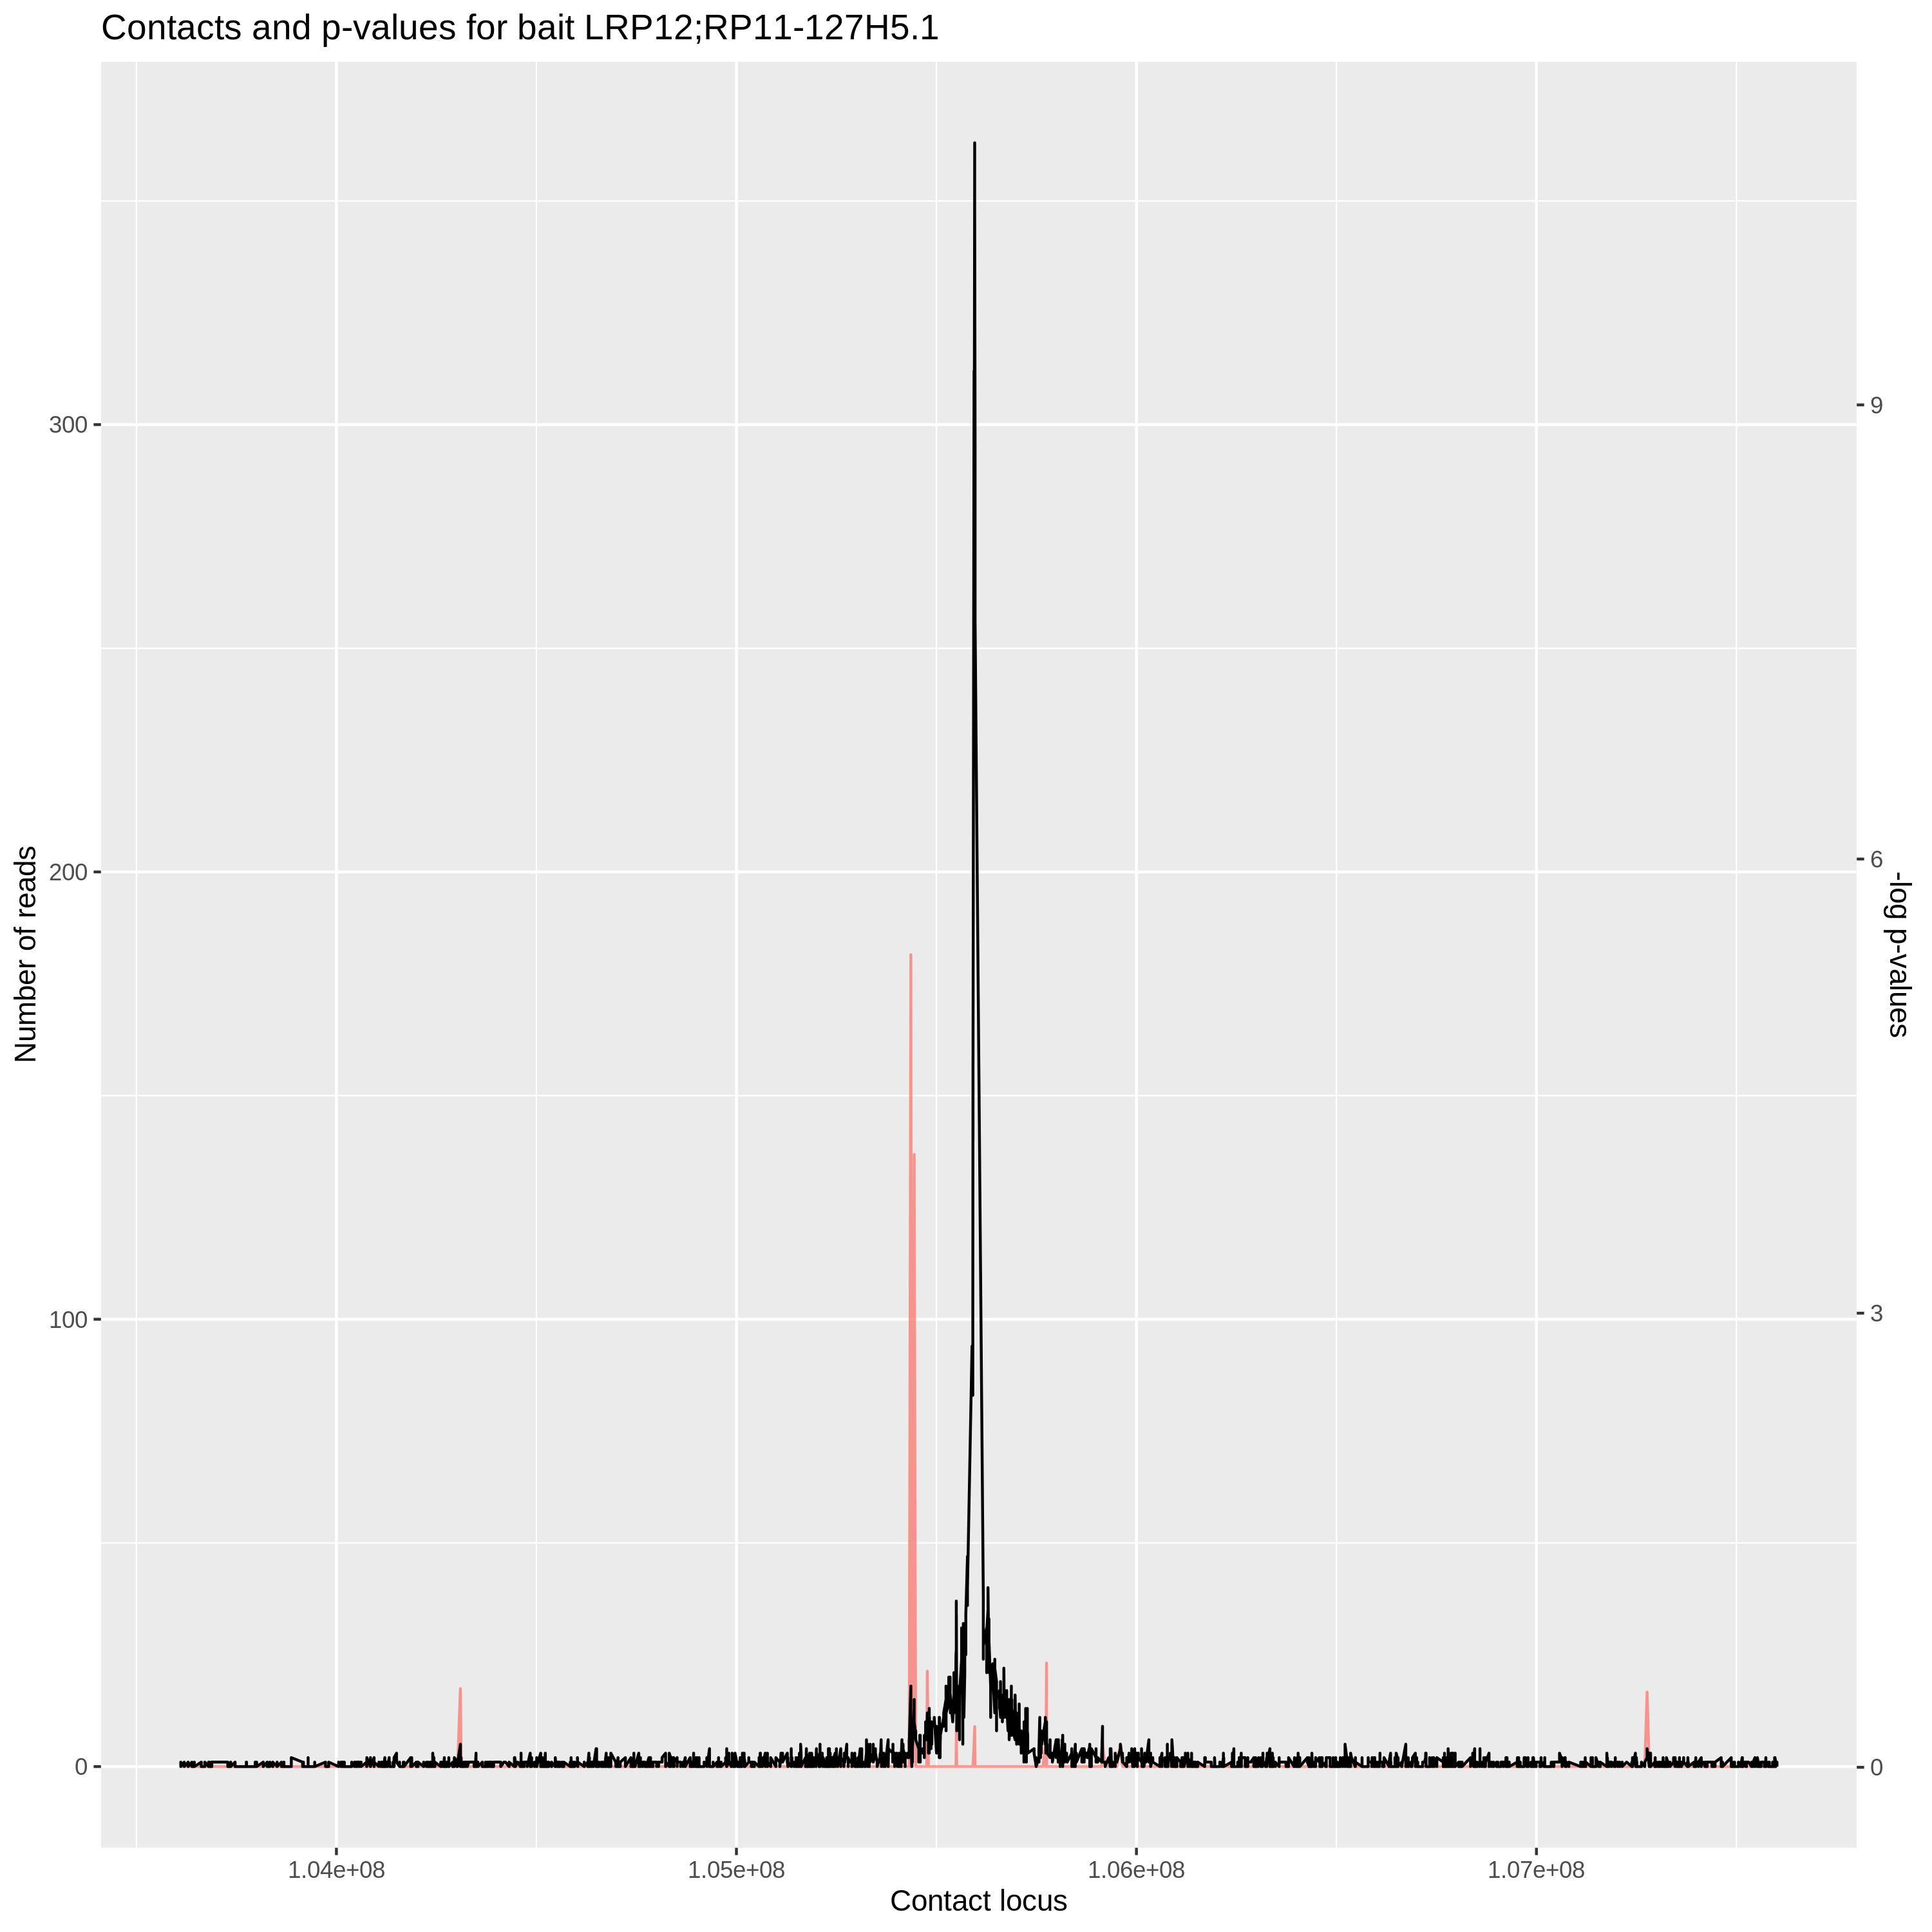 Contacts and p-values for bait LRP12;RP11-127H5.1
Number of reads
300
200
100
0
9
6
3
0
-log p-values
1.04e+08
1.05e+08
1.06e+08
1.07e+08
Contact locus